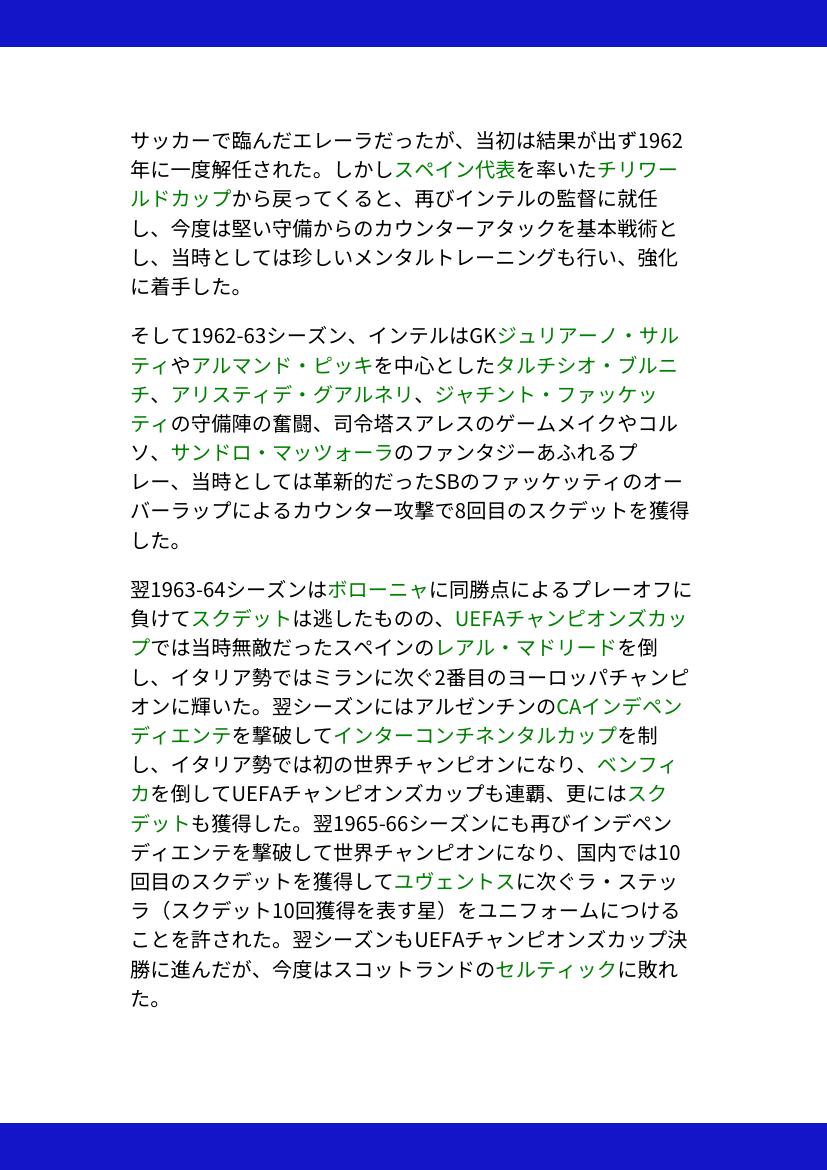 サッカーで臨んだエレーラだったが、当初は結果が出ず1962
年に一度解任された。しかしスペイン代表を率いたチリワー
ルドカップから戻ってくると、再びインテルの監督に就任
し、今度は堅い守備からのカウンターアタックを基本戦術と
し、当時としては珍しいメンタルトレーニングも行い、強化
に着手した。
そして1962-63シーズン、インテルはGKジュリアーノ・サル
ティやアルマンド・ピッキを中心としたタルチシオ・ブルニ
チ、アリスティデ・グアルネリ、ジャチント・ファッケッ
ティの守備陣の奮闘、司令塔スアレスのゲームメイクやコル
ソ、サンドロ・マッツォーラのファンタジーあふれるプ
レー、当時としては革新的だったSBのファッケッティのオー
バーラップによるカウンター攻撃で8回目のスクデットを獲得
した。
翌1963-64シーズンはボローニャに同勝点によるプレーオフに
負けてスクデットは逃したものの、UEFAチャンピオンズカッ
プでは当時無敵だったスペインのレアル・マドリードを倒
し、イタリア勢ではミランに次ぐ2番目のヨーロッパチャンピ
オンに輝いた。翌シーズンにはアルゼンチンのCAインデペン
ディエンテを撃破してインターコンチネンタルカップを制
し、イタリア勢では初の世界チャンピオンになり、ベンフィ
カを倒してUEFAチャンピオンズカップも連覇、更にはスク
デットも獲得した。翌1965-66シーズンにも再びインデペン
ディエンテを撃破して世界チャンピオンになり、国内では10
回目のスクデットを獲得してユヴェントスに次ぐラ・ステッ
ラ（スクデット10回獲得を表す星）をユニフォームにつける
ことを許された。翌シーズンもUEFAチャンピオンズカップ決
勝に進んだが、今度はスコットランドのセルティックに敗れ
た。